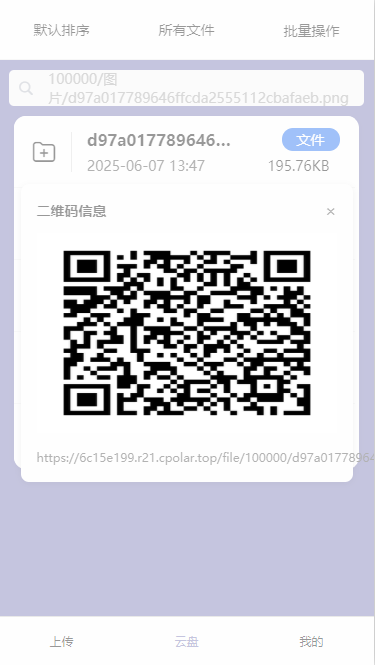 默认排序
所有文件
批量操作
100000/图
片/d97a017789646ffcda2555112cbafaeb.png
d97a017789646...
文件
2025-06-07 13:47
195.76KB
二维码信息
×
https://6c15e199.r21.cpolar.top/file/100000/d97a0177896
上传
云盘
我的